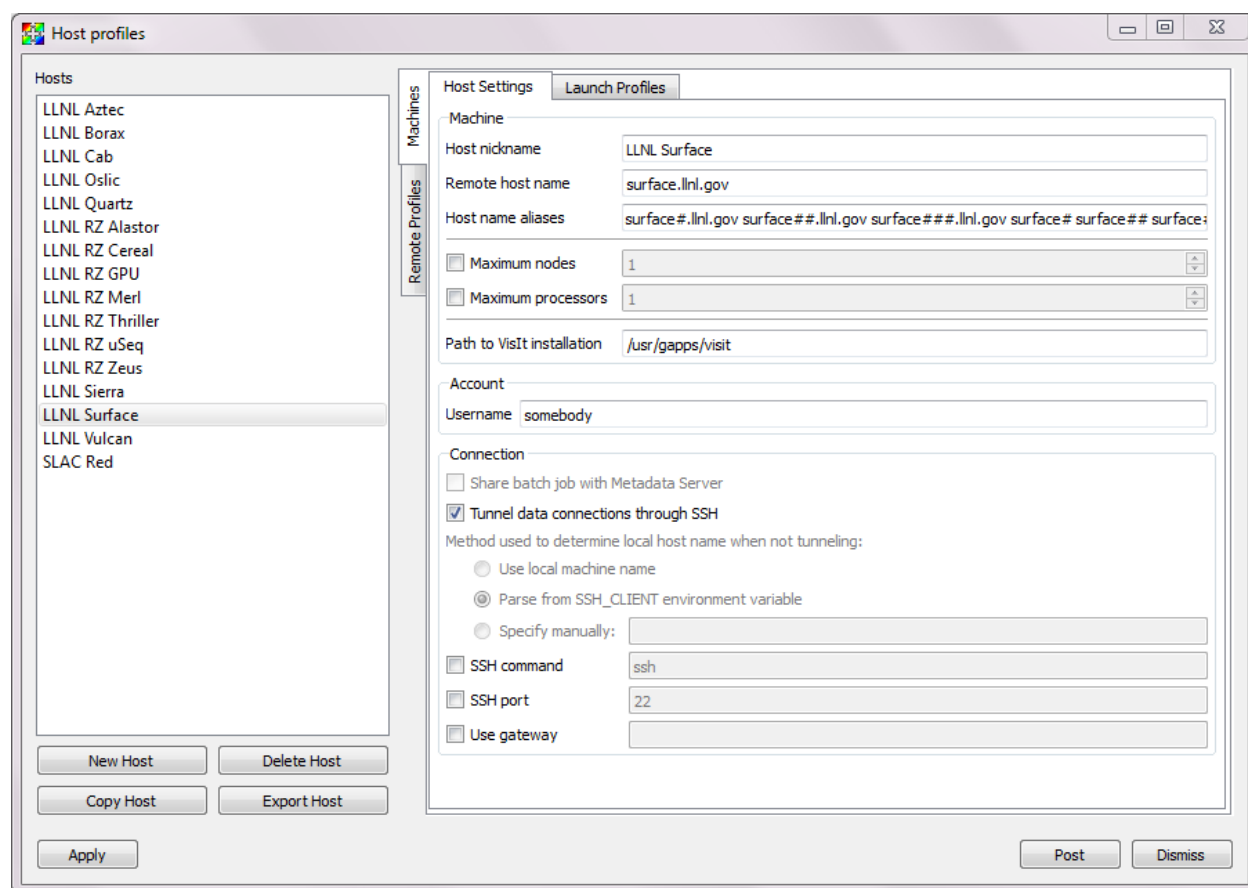 Host profiles
Hosts
LLNL Aztec
LLNL Borax
LLNL Cab
LLNL Oslic
LLNL Quartz
LLNL RZ Alastor
LLNL RZ Cereal
LLNL RZ GPU
LLNL RZ Merl
LLNL RZ Thriller
LLNL RZ uSeq
LLNL RZ Zeus
LLNL Sierra
LLNL Surface
LLNL Vulcan
SLAC Red
New Host Delete Host
Copy Host Export Host
Machines
Remote Profiles
Host Settings Launch Profiles
Machine
Host nickname LLNL Surface
Remote host name surface.llnl.gov
Host name aliases surface#.llnl.gov surface##.llnl.gov surface###.llnl.gov surface# surface## surface#
Maximum nodes 1
Maximum processors 1
Path to VisIt installation /usr/gapps/visit
Account
Username somebody
Connection
Share batch job with Metadata Server
Tunnel data connections through SSH
Method used to determine local host name when not tunneling:
Use local machine name
Parse from SSH_CLIENT environment variable
Specify manually:
SSH command ssh
SSH port 22
Use gateway
Apply Post Dismiss